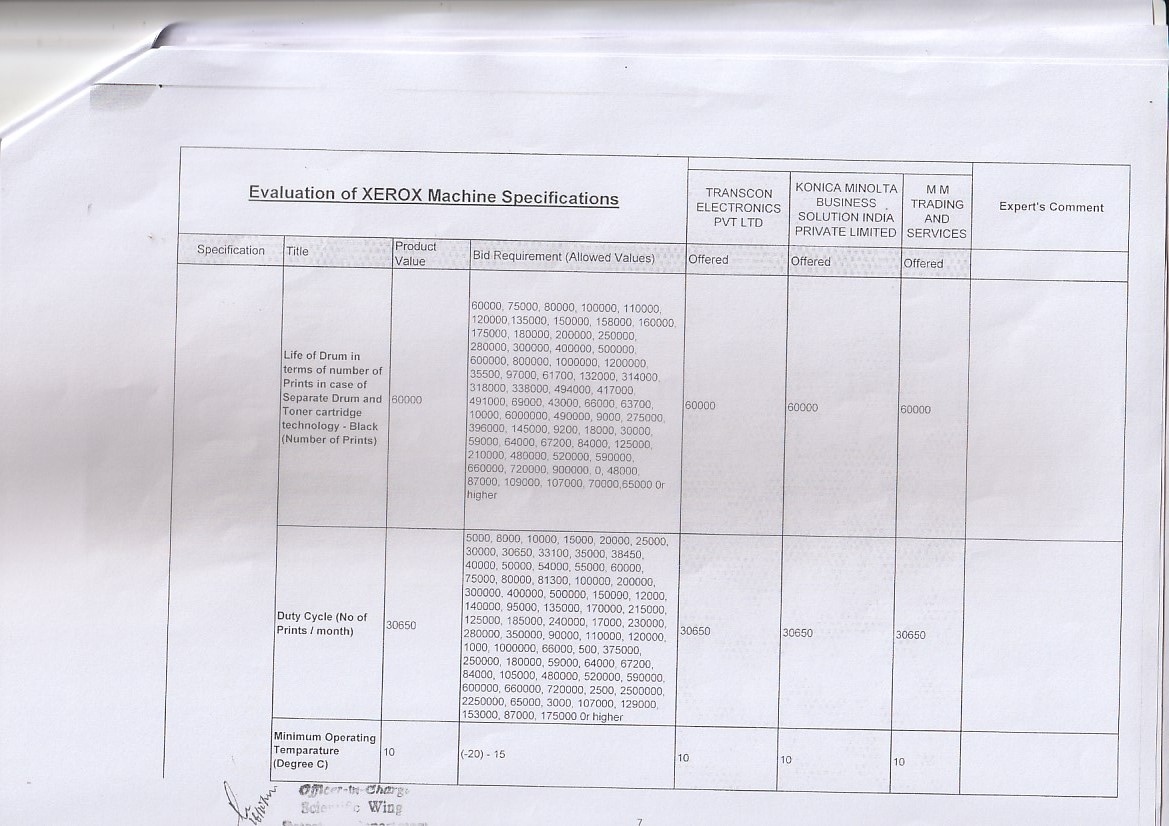 Evaluation of XEROX Machine Specifications
TRANSCON
ELECTRONICS
PVT LTD
KONICA MINOLTA
BUSINESS
SOLUTION INDIA
PRIVATE LIMITED
M M
TRADING
AND
SERVICES
Expert's Comment
Specification
Title
Product
Value
Bid Requirement (Allowed Values)
Offered
Offered
Offered
Life of Drum in
terms of number of
Prints in case of
Separate Drum and
Toner cartridge
technology - Black
(Number of Prints)
60000
60000, 75000, 80000, 100000, 110000,
120000,135000, 150000, 158000, 160000,
175000, 180000, 200000, 250000,
280000, 300000, 400000, 500000,
600000, 800000, 1000000, 1200000,
35500, 97000, 61700, 132000, 314000,
318000, 338000, 494000, 417000,
491000, 69000, 43000, 66000, 63700,
10000, 6000000, 490000, 9000, 275000,
396000, 145000, 9200, 18000, 30000,
59000, 64000, 67200, 84000, 125000,
210000, 480000, 520000, 590000,
660000, 720000, 900000, 0, 48000,
87000, 109000, 107000, 70000,65000 0r
higher
60000
60000
60000
Duty Cycle (No of
Prints / month)
30650
5000, 8000, 10000, 15000, 20000, 25000,
30000, 30650, 33100, 35000, 38450,
40000, 50000, 54000, 55000, 60000,
75000, 80000, 81300, 100000, 200000,
300000, 400000, 500000, 150000, 12000,
140000, 95000, 135000, 170000, 215000,
125000, 185000, 240000, 17000, 230000,
280000, 350000, 90000, 110000, 120000,
1000, 1000000, 66000, 500, 375000,
250000, 180000, 59000, 64000, 67200,
84000, 105000, 480000, 520000, 590000,
600000, 660000, 720000, 2500, 2500000,
2250000, 65000, 3000, 107000, 129000,
153000, 87000, 175000 0r higher
30650
30650
30650
Minimum Operating
Temparature
(Degree C)
10
(-20) - 15
10
10
10
Officer-in-Charge
Wing
7